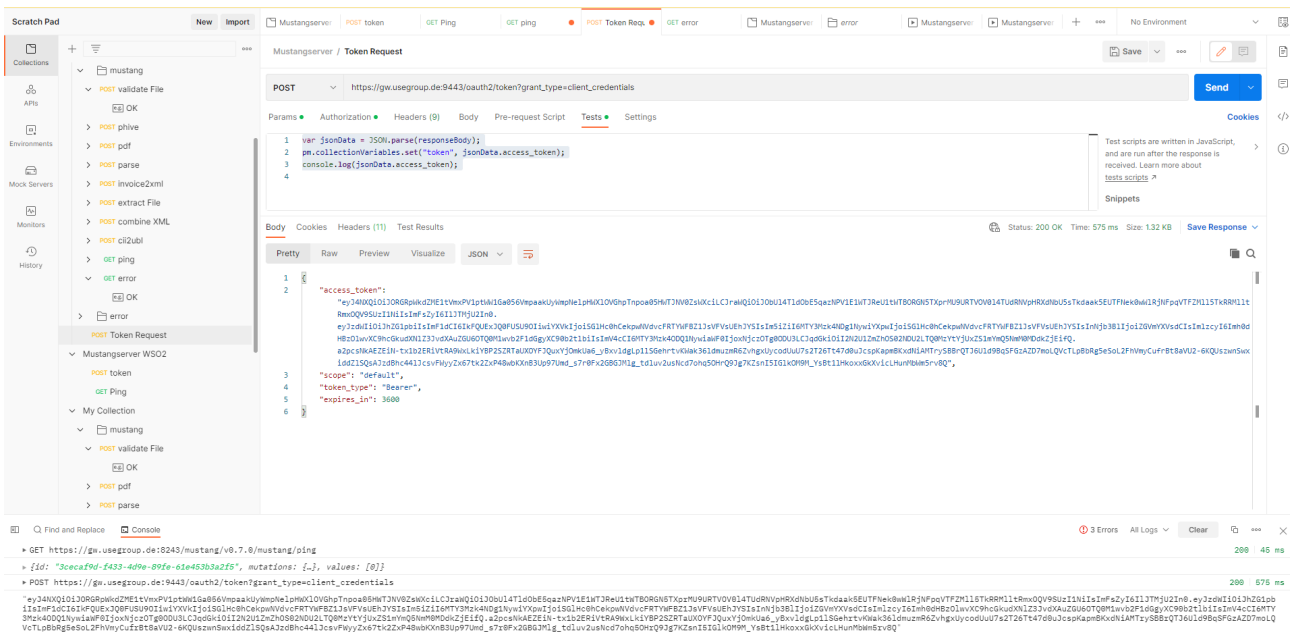 Scratch Pad
New
Import
Mustangserver
POST token
GET Ping
GET ping
POST Token Requ
GET error
Mustangserver
error
Mustangserver
Mustangserver
No Environment
Collections
APIs
Environments
Mock Servers
Monitors
History
mustang
POST validate File
e.g. OK
POST phive
POST pdf
POST parse
POST invoice2xml
POST extract File
POST combine XML
POST cii2ubl
GET ping
GET error
e.g. OK
error
POST Token Request
Mustangserver WSO2
POST token
GET Ping
My Collection
mustang
POST validate File
e.g. OK
POST pdf
POST parse
Mustangserver / Token Request
Save
POST
https://gw.usegroup.de:9443/oauth2/token?grant_type=client_credentials
Send
Params
Authorization
Headers (9)
Body
Pre-request Script
Tests
Settings
Cookies
1 var jsonData = JSON.parse(responseBody);
2 pm.collectionVariables.set("token", jsonData.access_token);
3 console.log(jsonData.access_token);
4
Test scripts are written in JavaScript,
and are run after the response is
received. Learn more about
tests scripts
Snippets
Body
Cookies
Headers (11)
Test Results
Status: 200 OK
Time: 575 ms
Size: 1.32 KB
Save Response
Pretty
Raw
Preview
Visualize
JSON
1 {
2 "access_token":
3 "scope": "default",
4 "token_type": "Bearer",
5 "expires_in": 3600
6 }
Find and Replace
Console
3 Errors
All Logs
Clear
GET https://gw.usegroup.de:8243/mustang/v0.7.0/mustang/ping
200
45 ms
{id: "3cecaf9d-f433-4d9e-89fe-61e453b3a2f5", mutations: {…}, values: [0]}
POST https://gw.usegroup.de:9443/oauth2/token?grant_type=client_credentials
200
575 ms